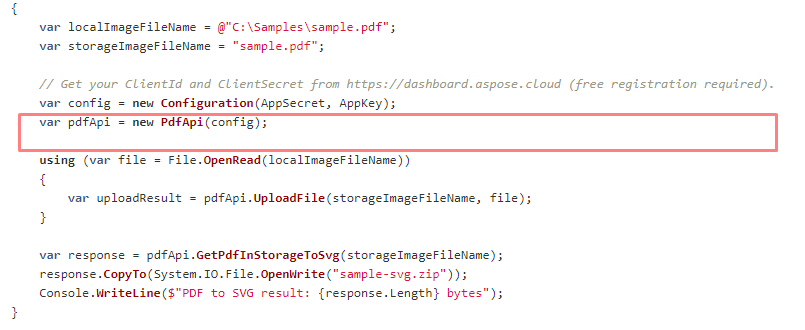 {
    var localImageFileName = @"C:\Samples\sample.pdf";
    var storageImageFileName = "sample.pdf";
    // Get your ClientId and ClientSecret from https://dashboard.aspose.cloud (free registration required).
    var config = new Configuration(AppSecret, AppKey);
    var pdfApi = new PdfApi(config);
    using (var file = File.OpenRead(localImageFileName))
    {
        var uploadResult = pdfApi.UploadFile(storageImageFileName, file);
    }
    var response = pdfApi.GetPdfInStorageToSvg(storageImageFileName);
    response.CopyTo(System.IO.File.OpenWrite("sample-svg.zip"));
    Console.WriteLine($"PDF to SVG result: {response.Length} bytes");
}